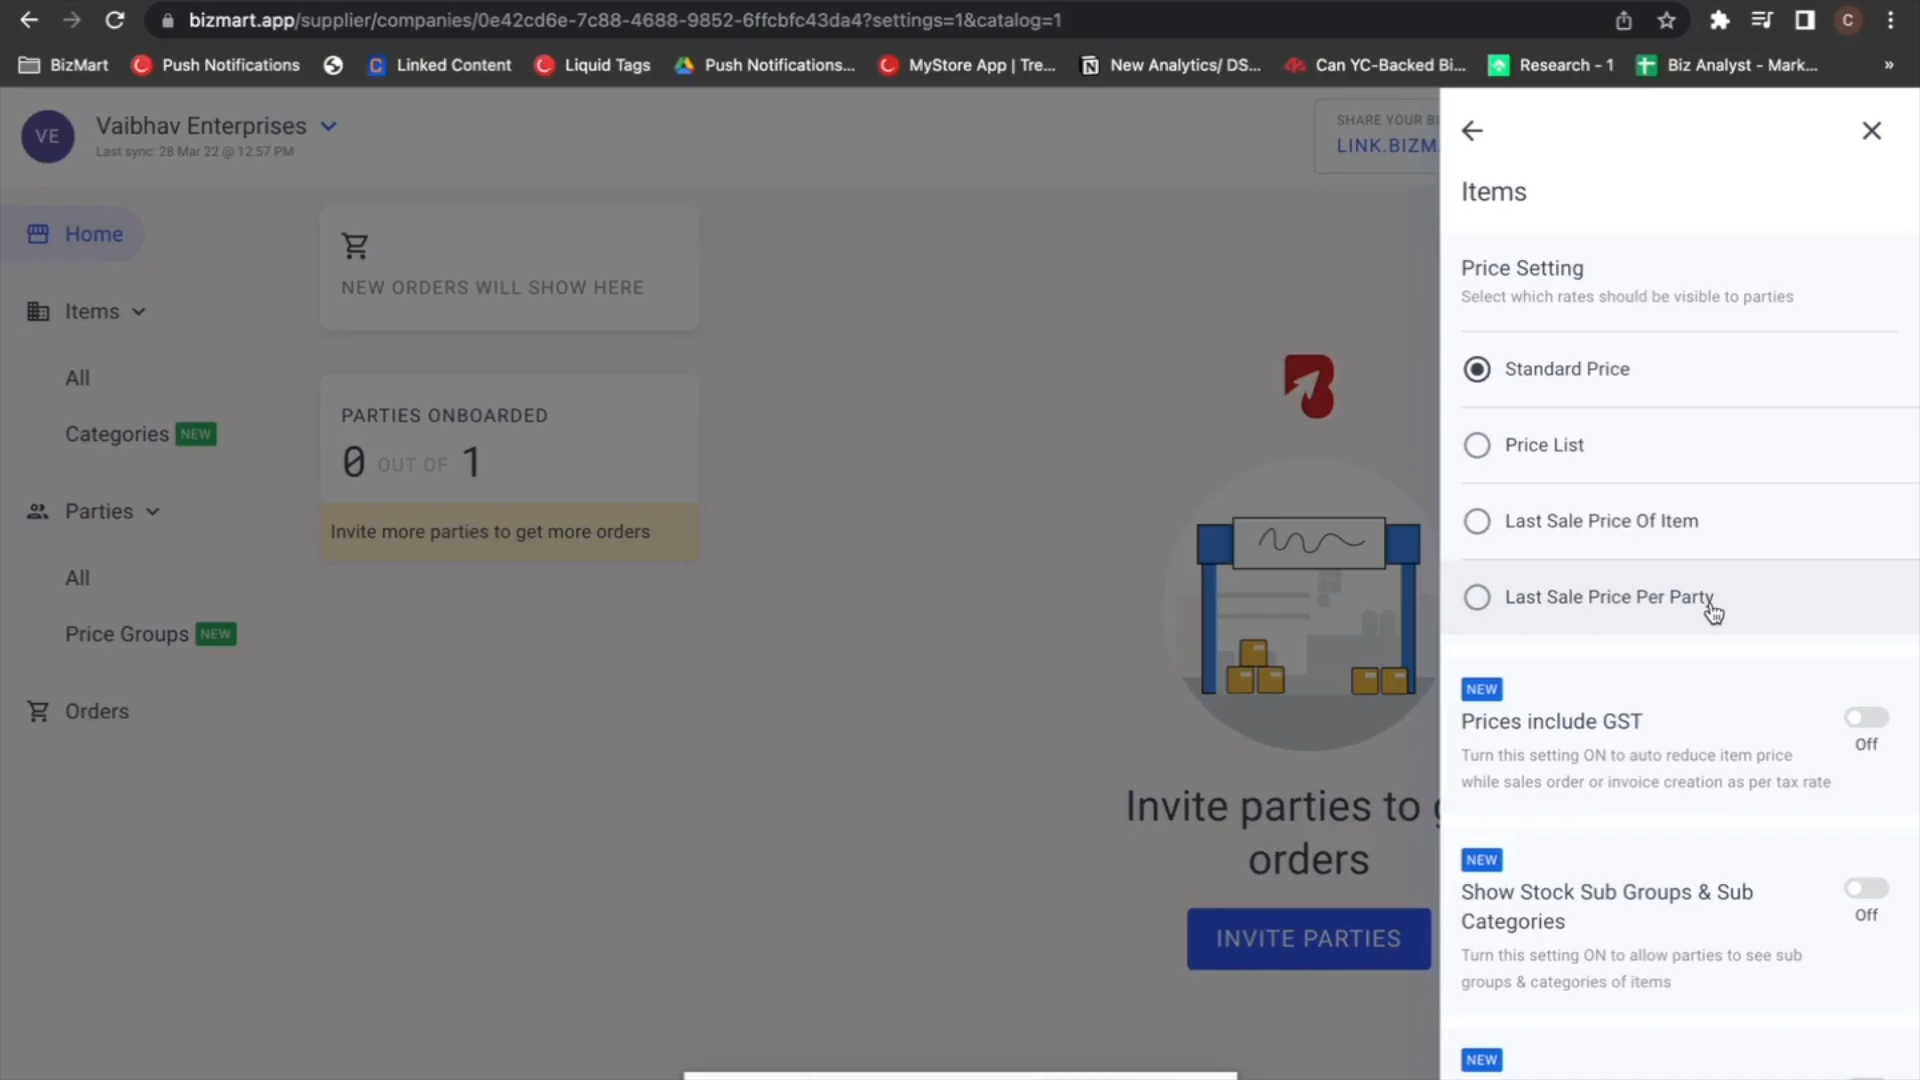 bizmart.app/supplier/companies/0e42cd6e-7c88-4688-9852-6ffcbfc43da4?settings=1&catalog=1
C
BizMart
Push Notifications
Linked Content
Liquid Tags
Push Notifications...
MyStore App | Tre...
New Analytics/ DS...
Can YC-Backed Bi...
Research - 1
Biz Analyst - Mark...
»
VE
Vaibhav Enterprises
Last sync: 28 Mar 22 @ 12:57 PM
SHARE YOUR B
LINK.BIZM
Home
Items
All
Categories NEW
Parties
All
Price Groups NEW
Orders
NEW ORDERS WILL SHOW HERE
PARTIES ONBOARDED
0 OUT OF 1
Invite more parties to get more orders
Invite parties to g
orders
INVITE PARTIES
Items
Price Setting
Select which rates should be visible to parties
Standard Price
Price List
Last Sale Price Of Item
Last Sale Price Per Party
NEW
Prices include GST
Off
Turn this setting ON to auto reduce item price
while sales order or invoice creation as per tax rate
NEW
Show Stock Sub Groups & Sub
Categories
Off
Turn this setting ON to allow parties to see sub
groups & categories of items
NEW